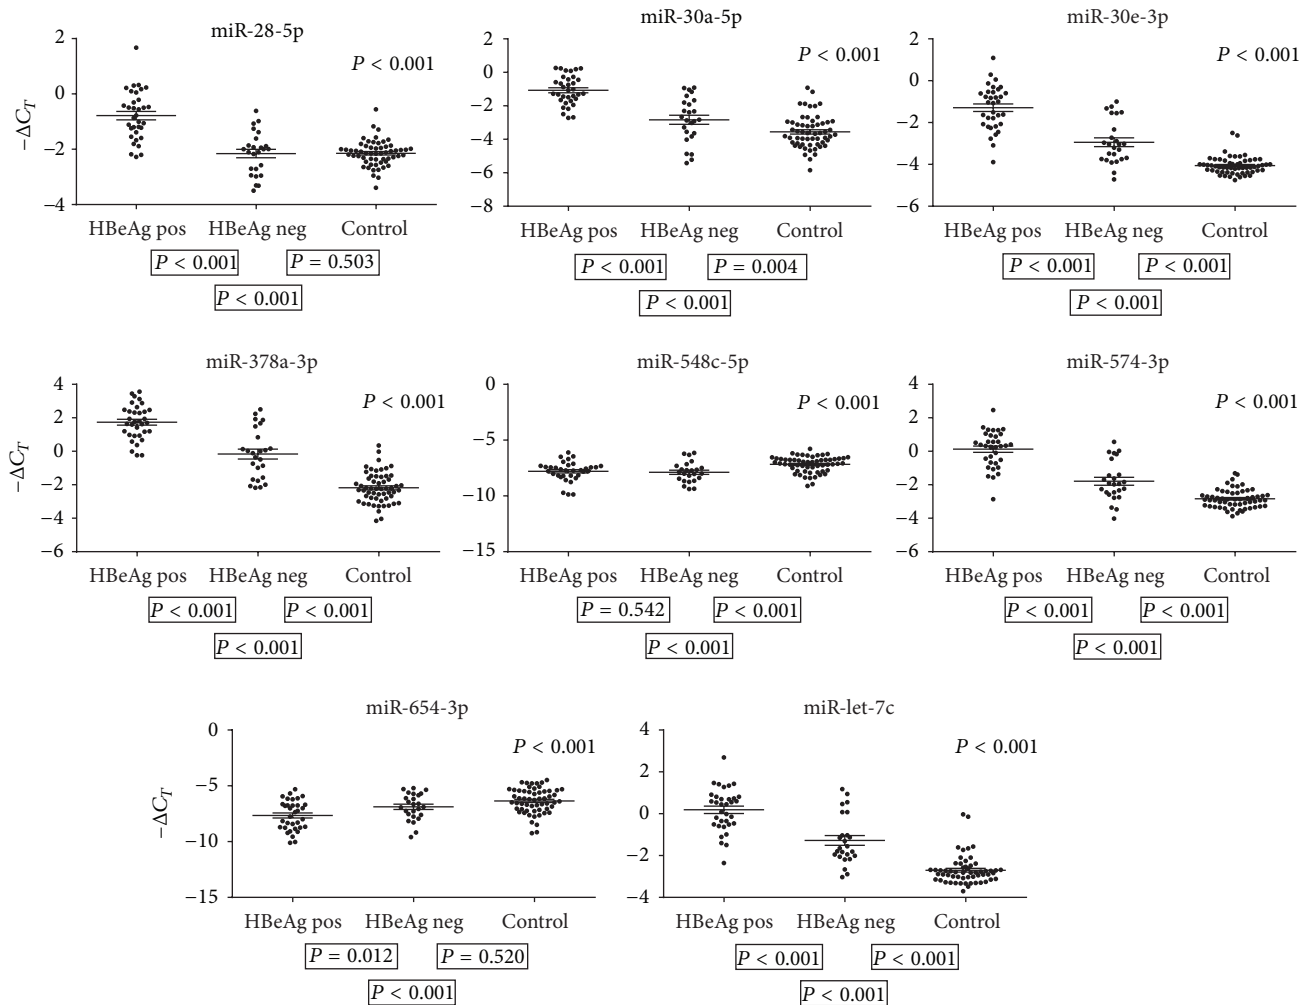 miR-28-5p
P < 0.001
2
0
−2
−4
−ΔC_T
HBeAg pos HBeAg neg Control
P < 0.001 P = 0.503
P < 0.001
miR-30a-5p
P < 0.001
2
0
−2
−4
−6
−8
HBeAg pos HBeAg neg Control
P < 0.001 P = 0.004
P < 0.001
miR-30e-3p
P < 0.001
2
0
−2
−4
−6
HBeAg pos HBeAg neg Control
P < 0.001 P < 0.001
P < 0.001
miR-378a-3p
P < 0.001
4
2
0
−2
−4
−6
−ΔC_T
HBeAg pos HBeAg neg Control
P < 0.001 P < 0.001
P < 0.001
miR-548c-5p
P < 0.001
0
−5
−10
−15
HBeAg pos HBeAg neg Control
P = 0.542 P < 0.001
P < 0.001
miR-574-3p
P < 0.001
4
2
0
−2
−4
−6
HBeAg pos HBeAg neg Control
P < 0.001 P < 0.001
P < 0.001
miR-654-3p
P < 0.001
0
−5
−10
−15
−ΔC_T
HBeAg pos HBeAg neg Control
P = 0.012 P = 0.520
P < 0.001
miR-let-7c
P < 0.001
4
2
0
−2
−4
HBeAg pos HBeAg neg Control
P < 0.001 P < 0.001
P < 0.001